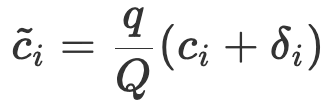 c̃ᵢ = q/Q (cᵢ + δᵢ)